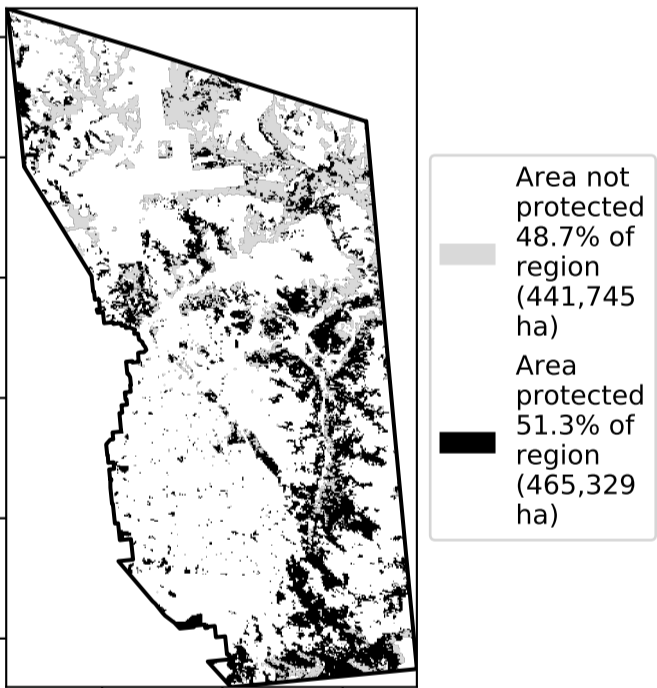 Area not
protected
48.7% of
region
(441,745
ha)
Area
protected
51.3% of
region
(465,329
ha)